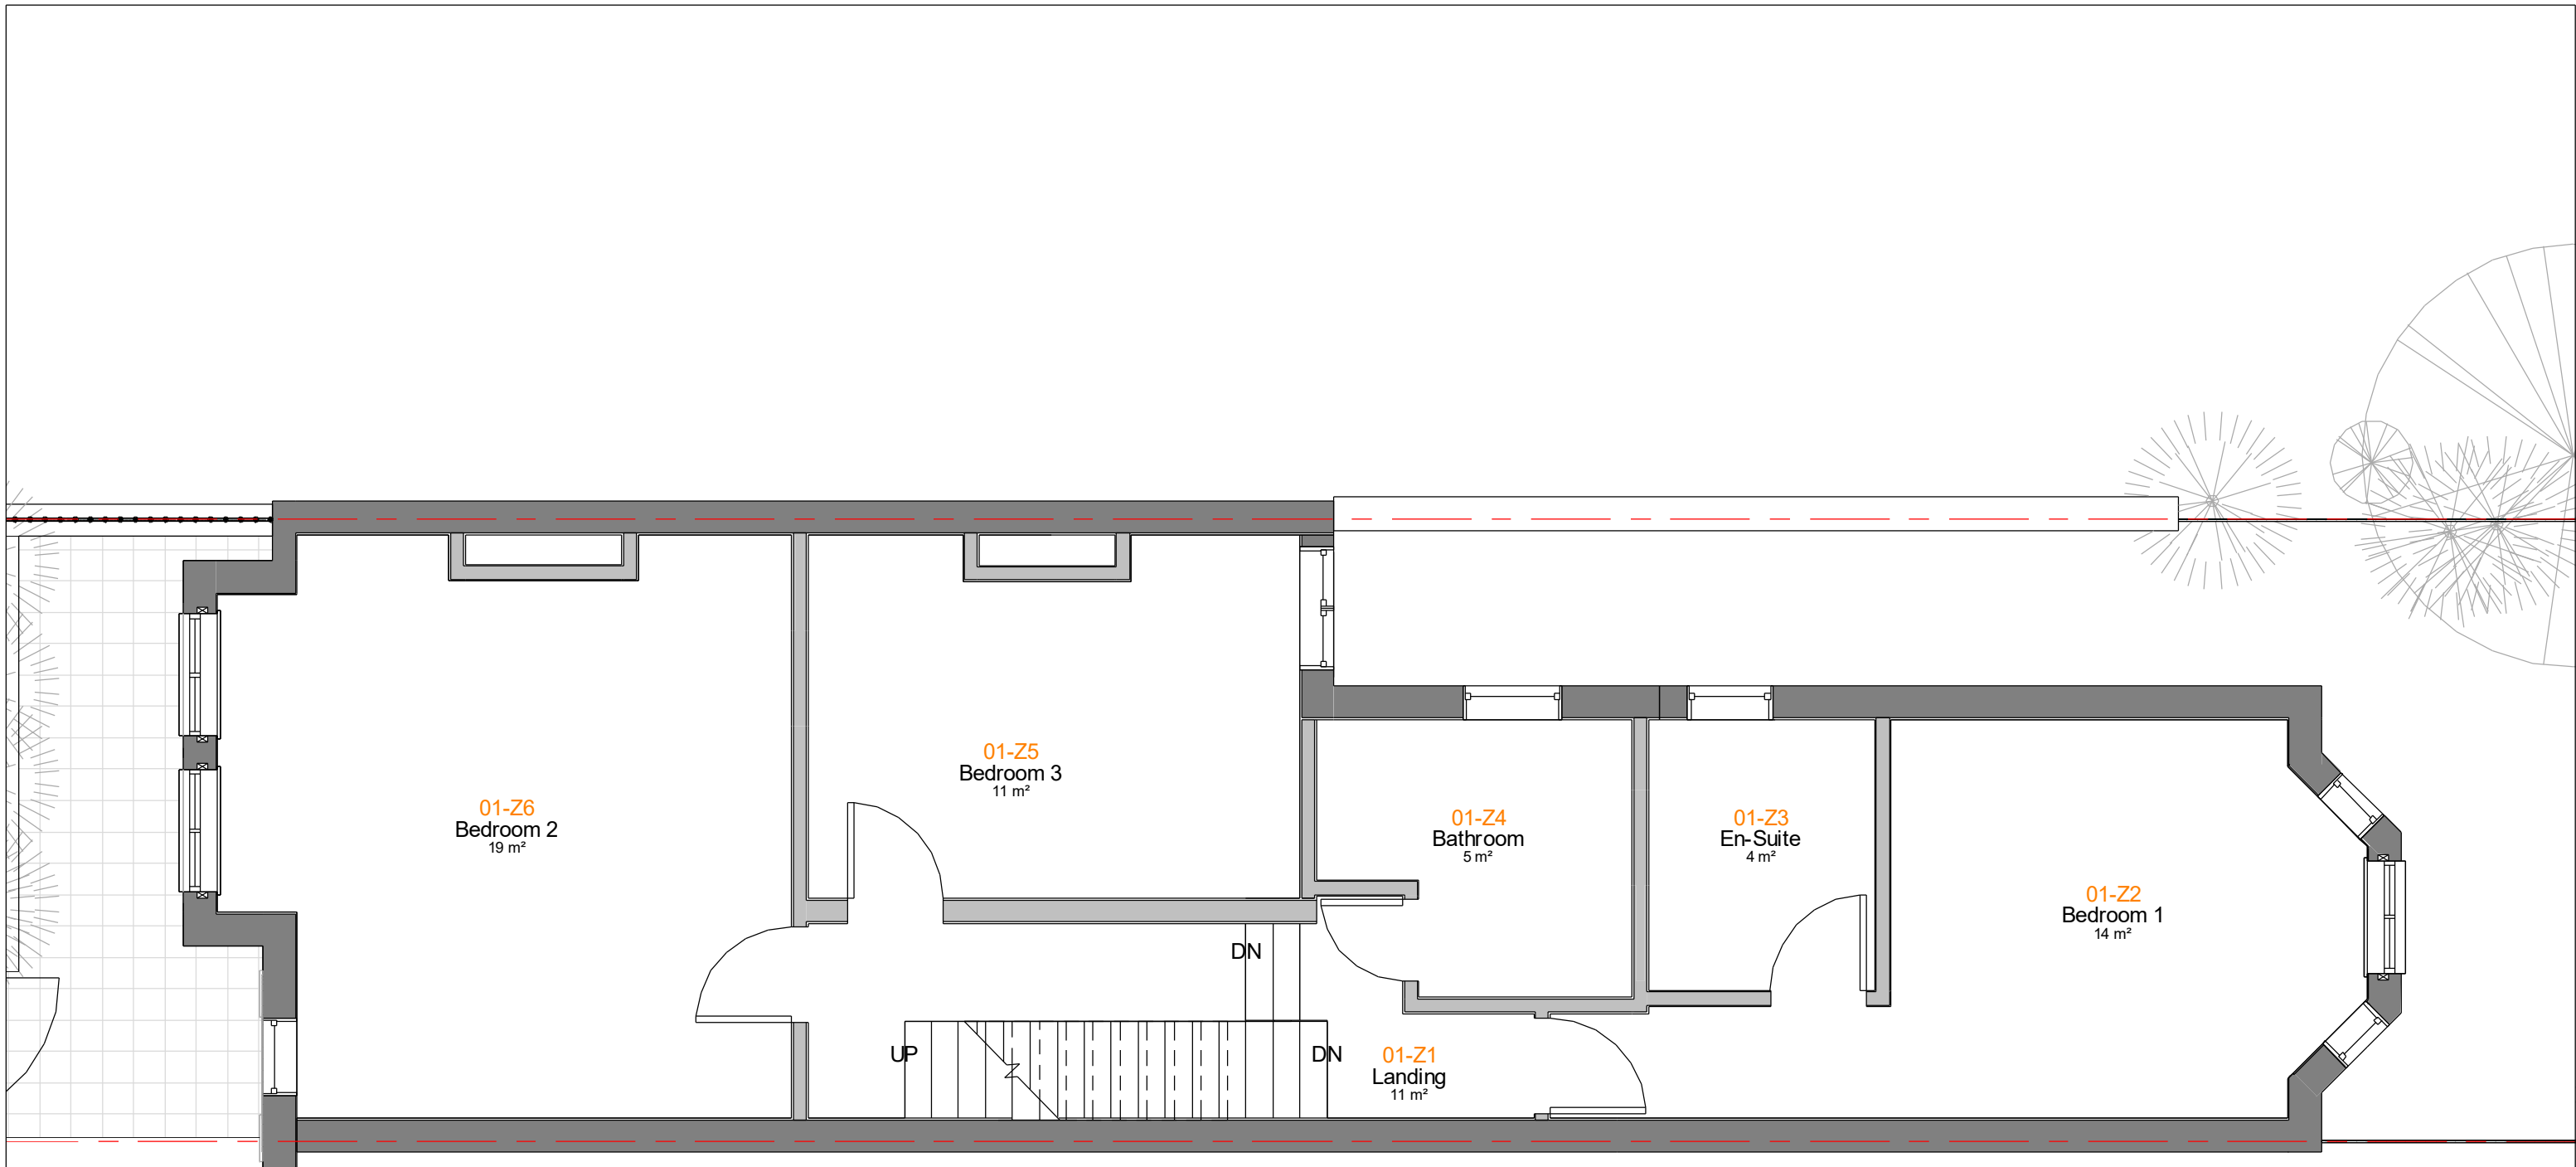 01-Z5
Bedroom 3
11 m²
01-Z6
Bedroom 2
19 m²
01-Z4
Bathroom
5 m²
01-Z3
En-Suite
4 m²
01-Z2
Bedroom 1
14 m²
DN
UP
DN
01-Z1
Landing
11 m²